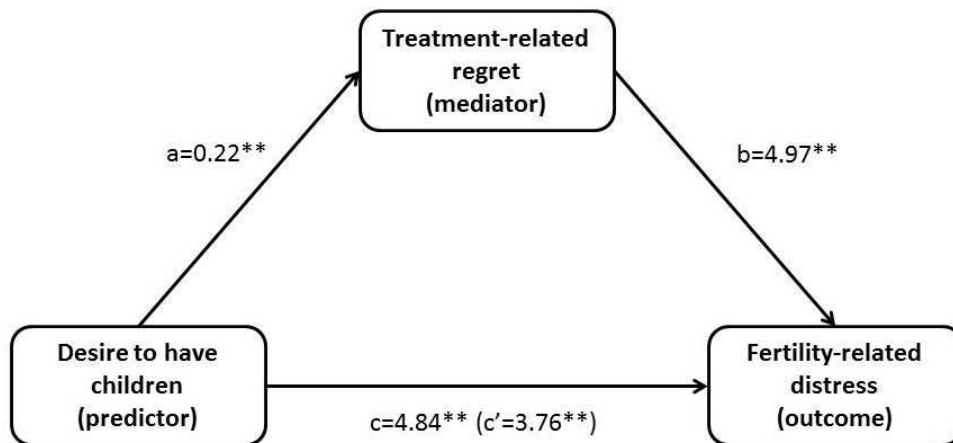 Treatment-related
regret
(mediator)
a=0.22**
b=4.97**
Desire to have
children
(predictor)
Fertility-related
distress
(outcome)
c=4.84** (c’=3.76**)